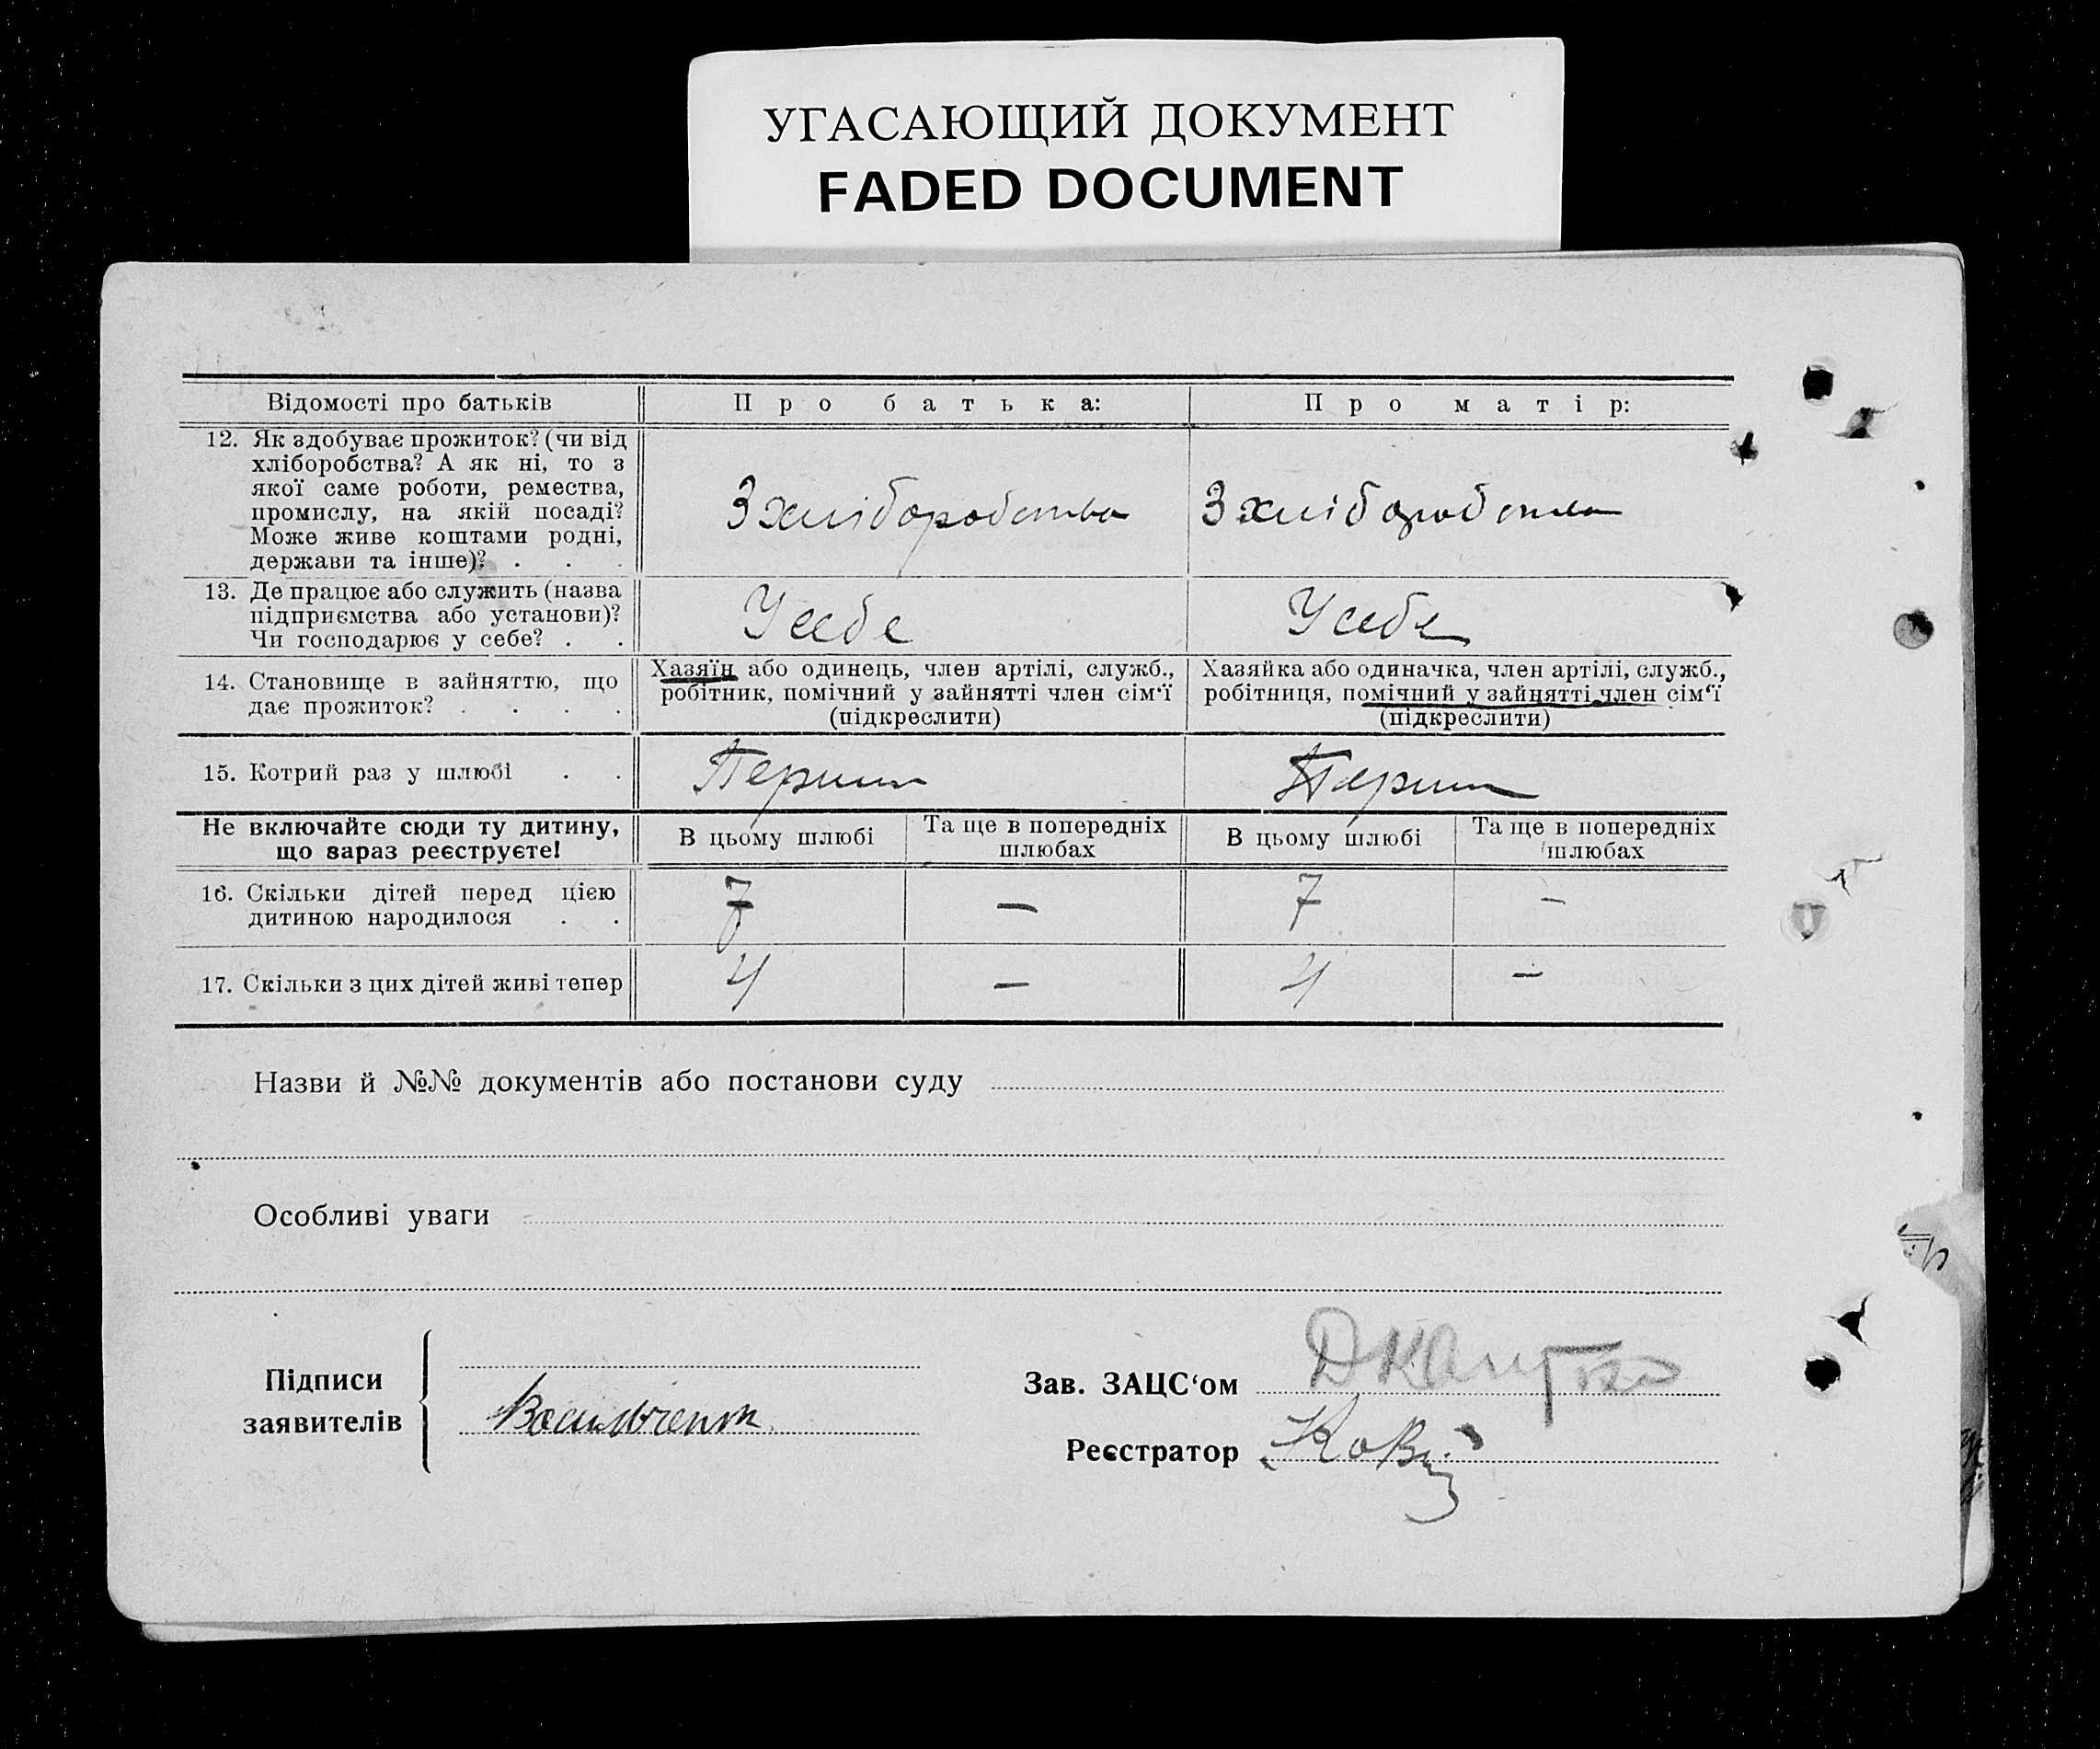 УГАСАЮЩИЙ ДОКУМЕНТ
FADED DOCUMENT
Відомості про батьків
Про батька:
Про матір:
12. Як здобуває прожиток? (чи від
хліборобства? А як ні, то з
якої саме роботи, ремества,
промислу, на якій посаді?
Може живе коштами родні,
держави та інше)? . . .
З хліборобства
З хліборобства
13. Де працює або служить (назва
підприємства або установи)?
Чи господарює у себе? . .
У себе
У себе
14. Становище в зайняттю, що
дає прожиток? . . . .
Хазяїн або одинець, член артілі, служб.,
робітник, помічний у зайнятті член сім‘ї
(підкреслити)
Хазяйка або одиначка, член артілі, служб.,
робітниця, помічний у зайнятті член сім‘ї
(підкреслити)
15. Котрий раз у шлюбі . .
Перший
Перший
Не включайте сюди ту дитину,
що зараз реєструєте!
В цьому шлюбі
Та ще в попередніх
шлюбах
В цьому шлюбі
Та ще в попередніх
шлюбах
16. Скільки дітей перед цією
дитиною народилося . .
7
—
7
—
17. Скільки з цих дітей живі тепер
4
—
4
—
Назви й №№ документів або постанови суду
Особливі уваги
Підписи
заявителів
Зав. ЗАЦС‘ом
Реєстратор